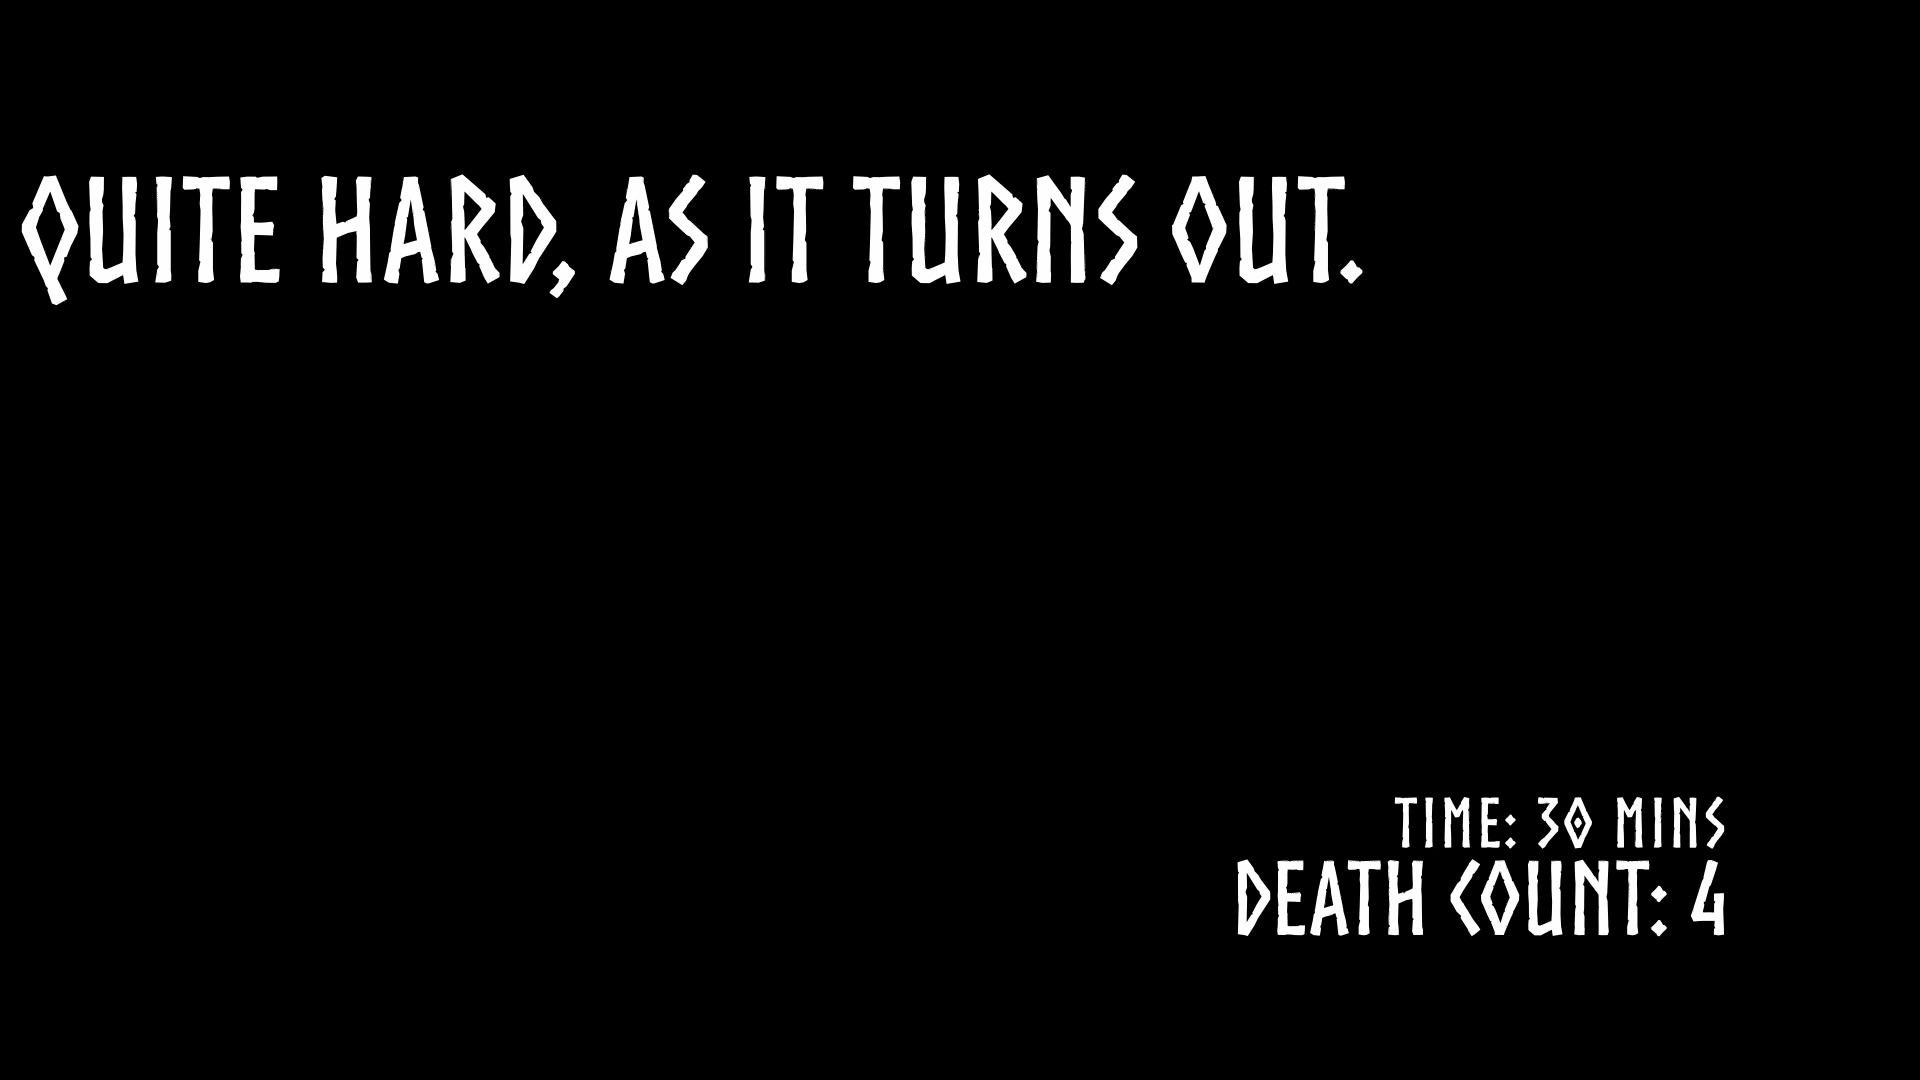 QUITE HARD, AS IT TURNS OUT.
TIME: 30 MINS
DEATH COUNT: 4